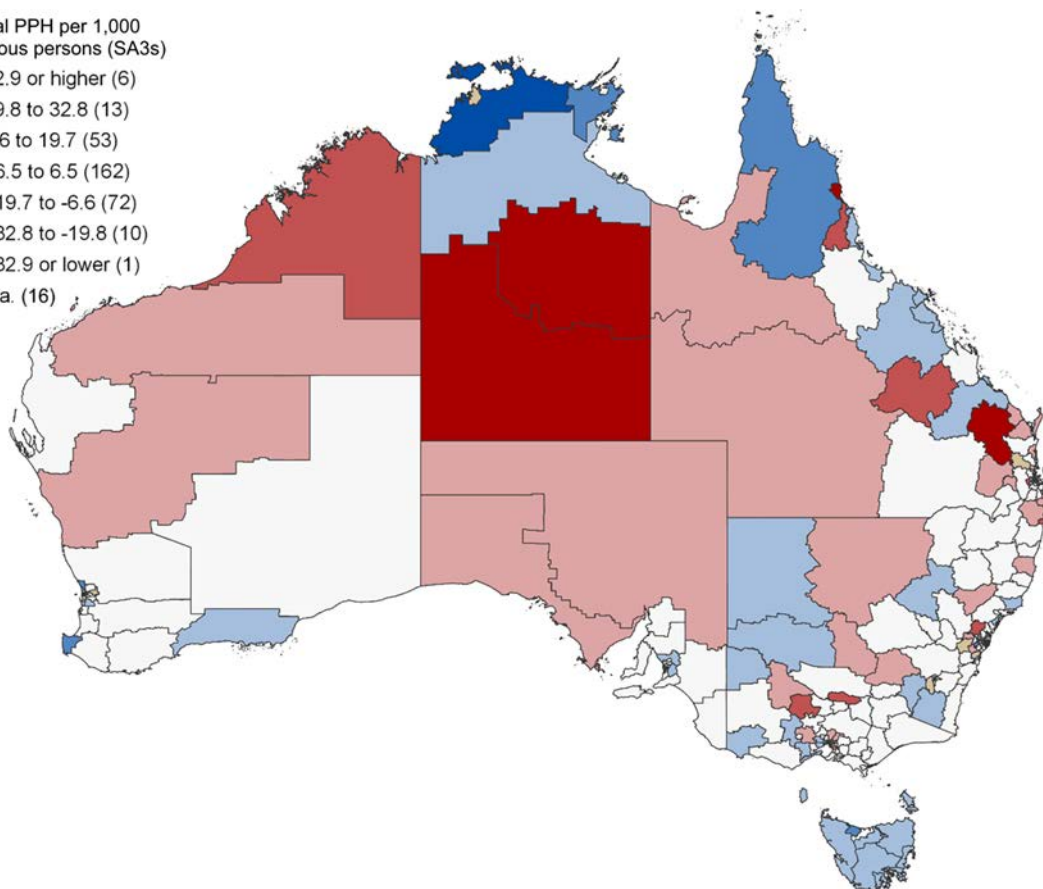 al PPH per 1,000
ous persons (SA3s)
2.9 or higher (6)
9.8 to 32.8 (13)
6 to 19.7 (53)
6.5 to 6.5 (162)
19.7 to -6.6 (72)
32.8 to -19.8 (10)
32.9 or lower (1)
a. (16)